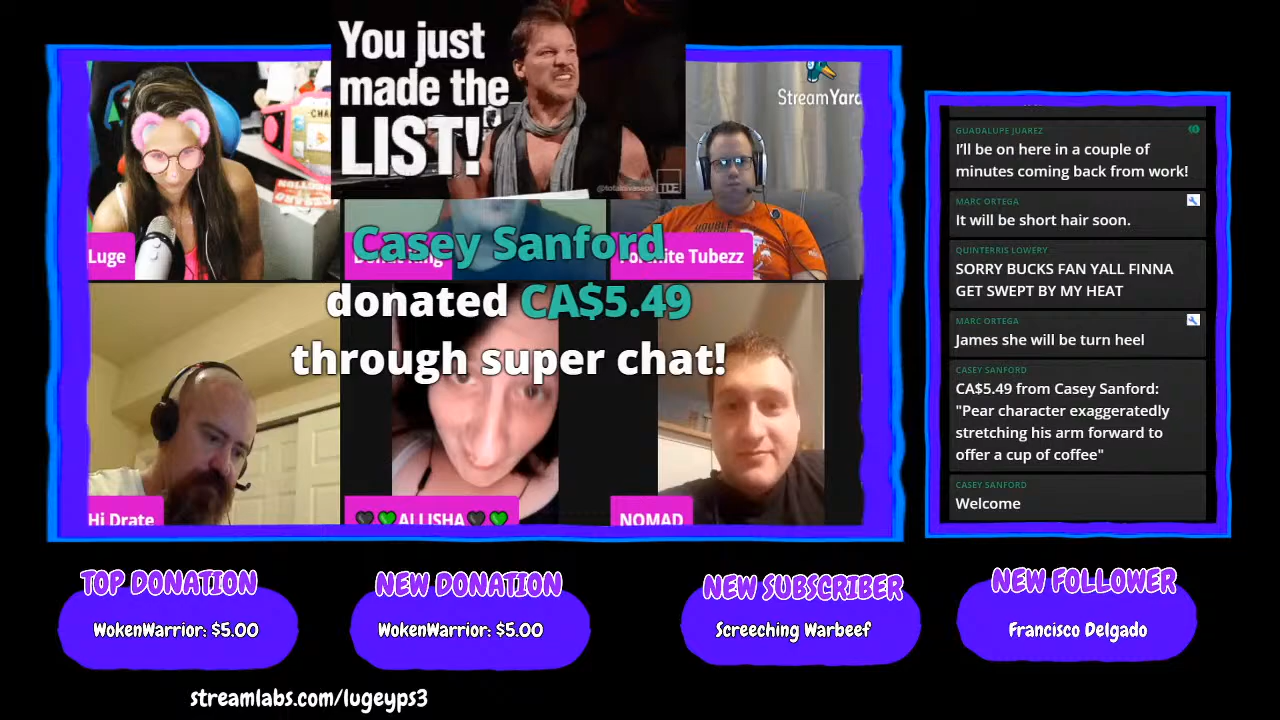 You just
made the
LIST!
@totaldivaseps
StreamYard
Luge
Casey Sanford
Fortnite Tubezz
donated CA$5.49
through super chat!
Hi Drate
🖤💚ALLISHA🖤💚
NOMAD
GUADALUPE JUAREZ
I'll be on here in a couple of
minutes coming back from work!
MARC ORTEGA
It will be short hair soon.
QUINTERRIS LOWERY
SORRY BUCKS FAN YALL FINNA
GET SWEPT BY MY HEAT
MARC ORTEGA
James she will be turn heel
CASEY SANFORD
CA$5.49 from Casey Sanford:
"Pear character exaggeratedly
stretching his arm forward to
offer a cup of coffee"
CASEY SANFORD
Welcome
TOP DONATION
WokenWarrior: $5.00
NEW DONATION
WokenWarrior: $5.00
NEW SUBSCRIBER
Screeching Warbeef
NEW FOLLOWER
Francisco Delgado
streamlabs.com/lugeyps3